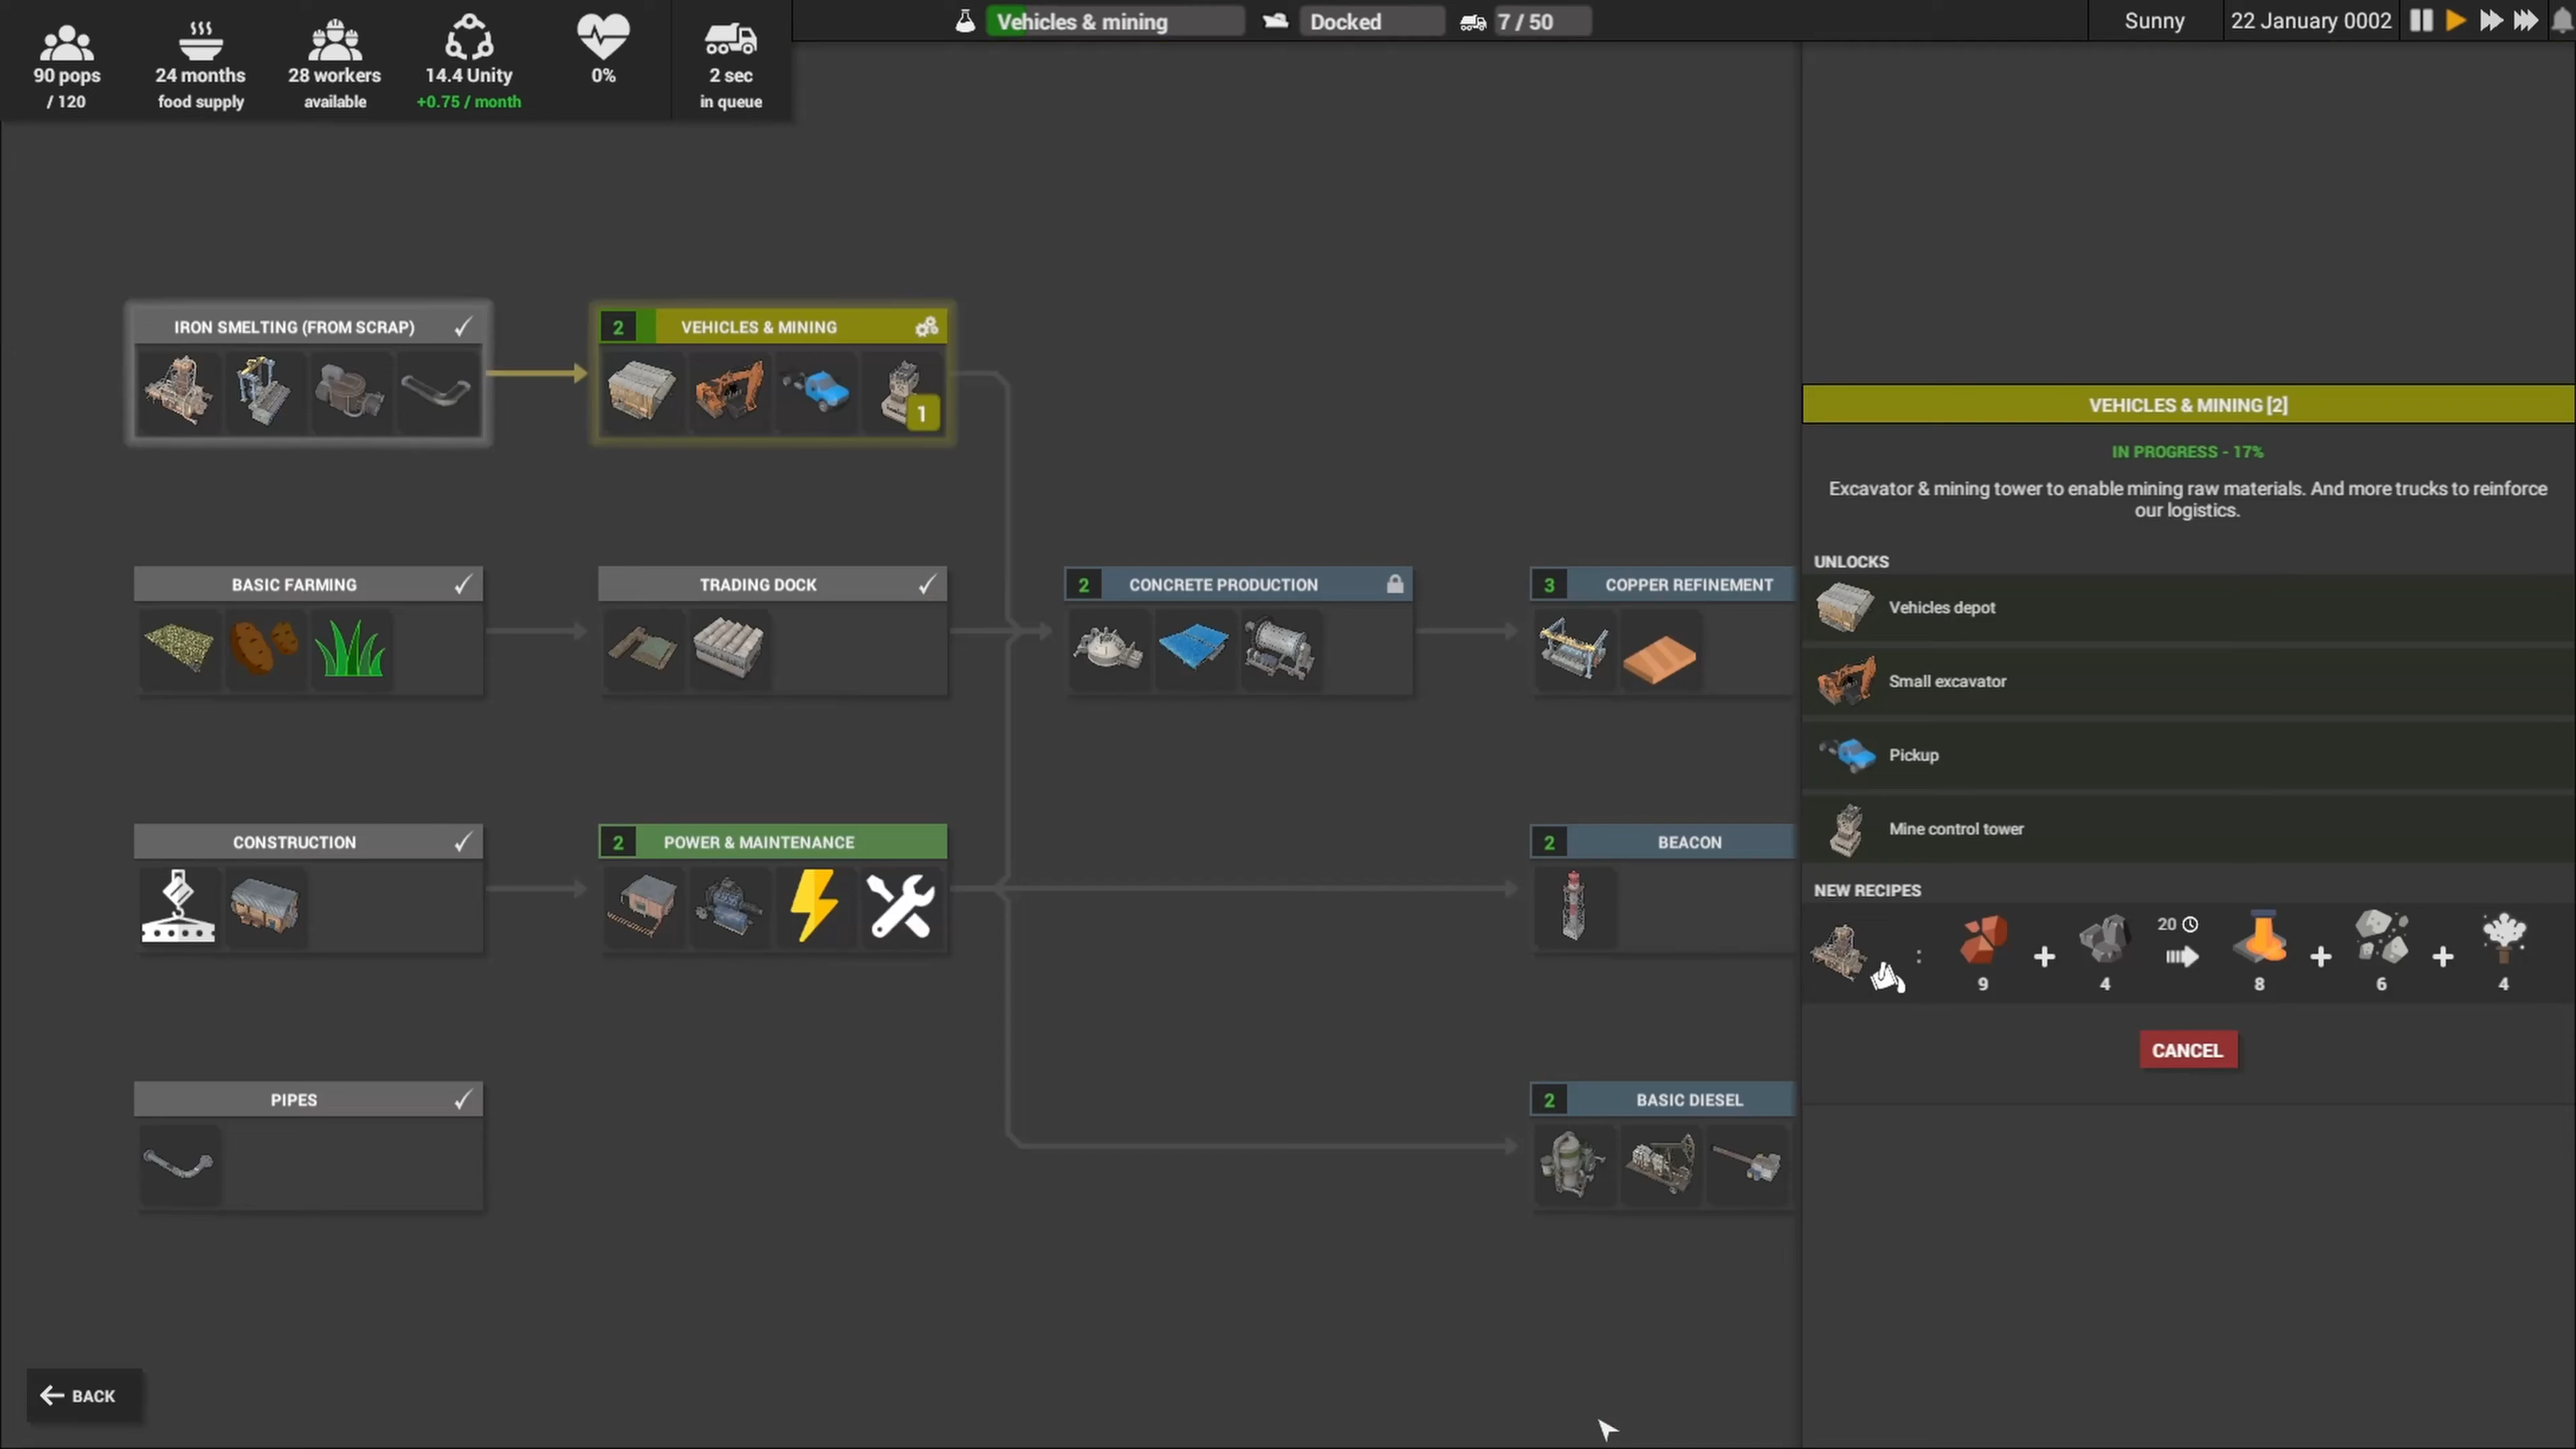 90 pops
/ 120
24 months
food supply
28 workers
available
14.4 Unity
+0.75 / month
0%
2 sec
in queue
Vehicles & mining
Docked
7 / 50
Sunny
22 January 0002
IRON SMELTING (FROM SCRAP)
2 VEHICLES & MINING
1
BASIC FARMING
TRADING DOCK
2 CONCRETE PRODUCTION
3 COPPER REFINEMENT
CONSTRUCTION
2 POWER & MAINTENANCE
2 BEACON
PIPES
2 BASIC DIESEL
BACK
VEHICLES & MINING [2]
IN PROGRESS - 17%
Excavator & mining tower to enable mining raw materials. And more trucks to reinforce
our logistics.
UNLOCKS
Vehicles depot
Small excavator
Pickup
Mine control tower
NEW RECIPES
20
: + + +
9 4 8 6 4
CANCEL